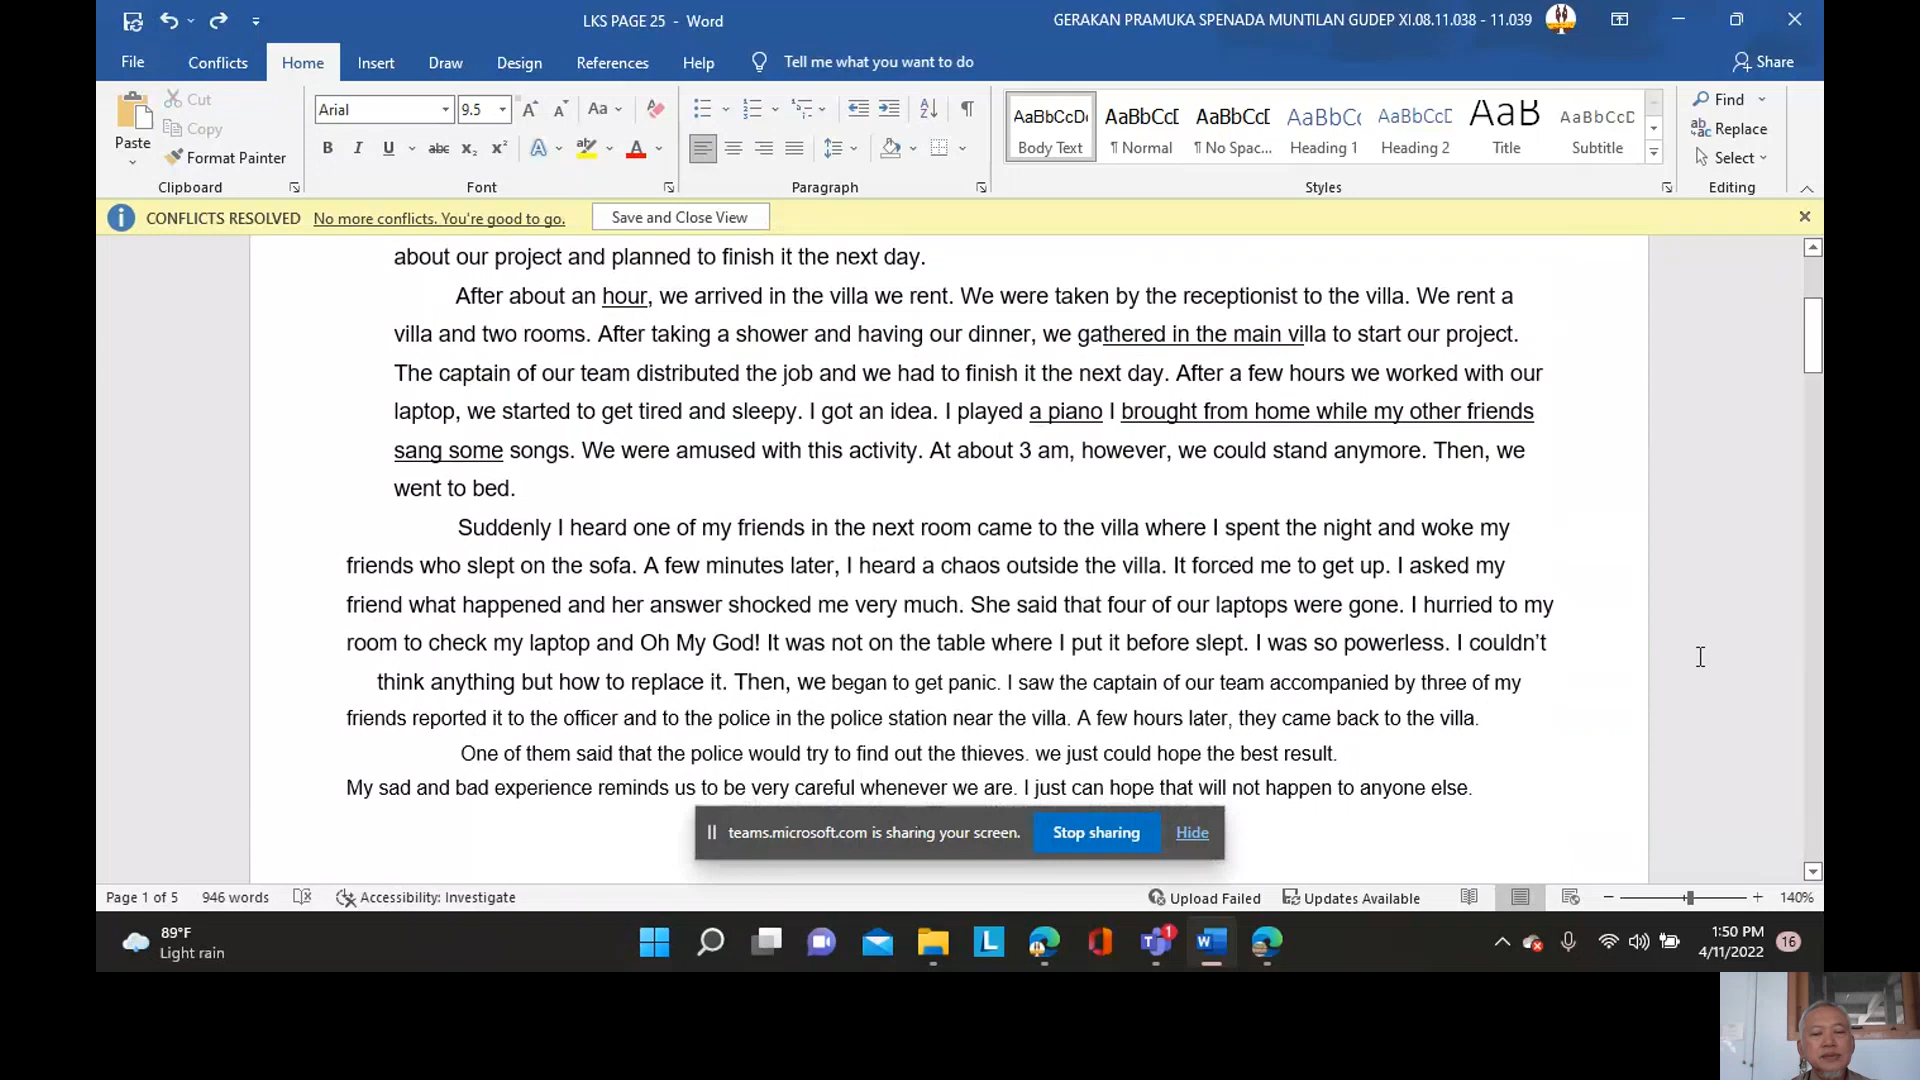 LKS PAGE 25 - Word
GERAKAN PRAMUKA SPENADA MUNTILAN GUDEP XI.08.11.038 - 11.039
File Conflicts Home Insert Draw Design References Help Tell me what you want to do Share
Paste
Cut
Copy
Format Painter
Clipboard
Arial 9.5
Font
Paragraph
AaBbCcDc AaBbCcD AaBbCcD AaBbCc AaBbCcD AaB AaBbCcD
Body Text ¶ Normal ¶ No Spac... Heading 1 Heading 2 Title Subtitle
Styles
Find
Replace
Select
Editing
CONFLICTS RESOLVED No more conflicts. You're good to go. Save and Close View
about our project and planned to finish it the next day.
After about an hour, we arrived in the villa we rent. We were taken by the receptionist to the villa. We rent a
villa and two rooms. After taking a shower and having our dinner, we gathered in the main villa to start our project.
The captain of our team distributed the job and we had to finish it the next day. After a few hours we worked with our
laptop, we started to get tired and sleepy. I got an idea. I played a piano I brought from home while my other friends
sang some songs. We were amused with this activity. At about 3 am, however, we could stand anymore. Then, we
went to bed.
Suddenly I heard one of my friends in the next room came to the villa where I spent the night and woke my
friends who slept on the sofa. A few minutes later, I heard a chaos outside the villa. It forced me to get up. I asked my
friend what happened and her answer shocked me very much. She said that four of our laptops were gone. I hurried to my
room to check my laptop and Oh My God! It was not on the table where I put it before slept. I was so powerless. I couldn't
think anything but how to replace it. Then, we began to get panic. I saw the captain of our team accompanied by three of my
friends reported it to the officer and to the police in the police station near the villa. A few hours later, they came back to the villa.
One of them said that the police would try to find out the thieves. we just could hope the best result.
My sad and bad experience reminds us to be very careful whenever we are. I just can hope that will not happen to anyone else.
teams.microsoft.com is sharing your screen. Stop sharing Hide
Page 1 of 5 946 words Accessibility: Investigate Upload Failed Updates Available 140%
89°F
Light rain
1:50 PM
4/11/2022
16